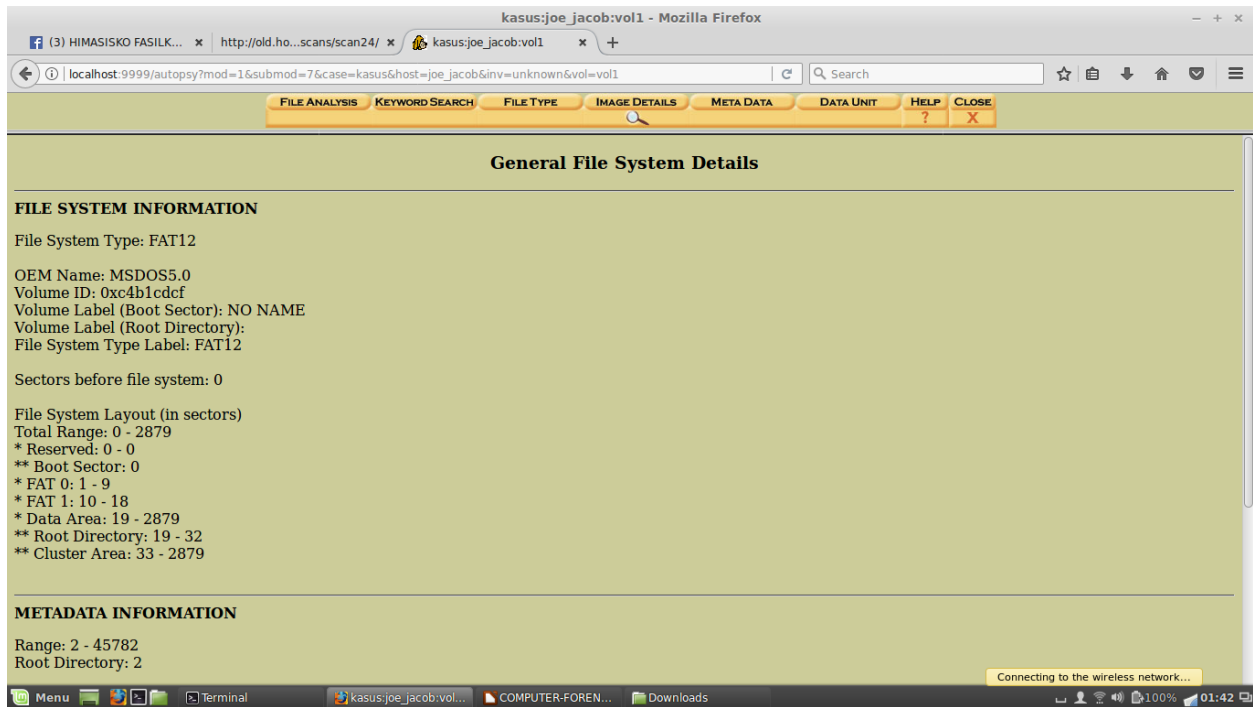 kasus:joe_jacob:vol1 - Mozilla Firefox
(3) HIMASISKO FASILK... × http://old.ho...scans/scan24/ × kasus:joe_jacob:vol1 × +
localhost:9999/autopsy?mod=1&submod=7&case=kasus&host=joe_jacob&inv=unknown&vol=vol1 Search
FILE ANALYSIS KEYWORD SEARCH FILE TYPE IMAGE DETAILS META DATA DATA UNIT HELP CLOSE
? X
General File System Details
FILE SYSTEM INFORMATION
File System Type: FAT12
OEM Name: MSDOS5.0
Volume ID: 0xc4b1cdcf
Volume Label (Boot Sector): NO NAME
Volume Label (Root Directory):
File System Type Label: FAT12
Sectors before file system: 0
File System Layout (in sectors)
Total Range: 0 - 2879
* Reserved: 0 - 0
** Boot Sector: 0
* FAT 0: 1 - 9
* FAT 1: 10 - 18
* Data Area: 19 - 2879
** Root Directory: 19 - 32
** Cluster Area: 33 - 2879
METADATA INFORMATION
Range: 2 - 45782
Root Directory: 2
Connecting to the wireless network...
Menu Terminal kasus:joe_jacob:vol... COMPUTER-FOREN... Downloads 100% 01:42